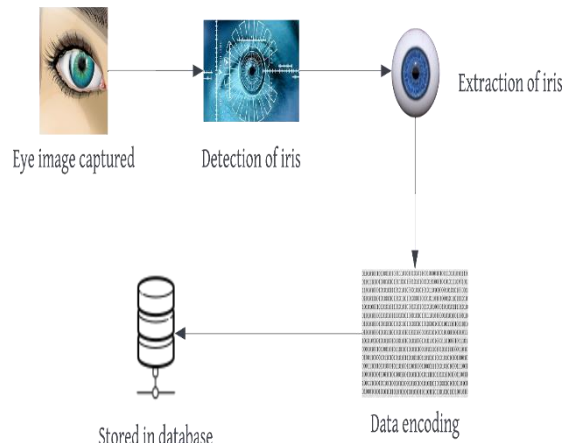 Eye image captured
Detection of iris
Extraction of iris
Data encoding
Stored in database